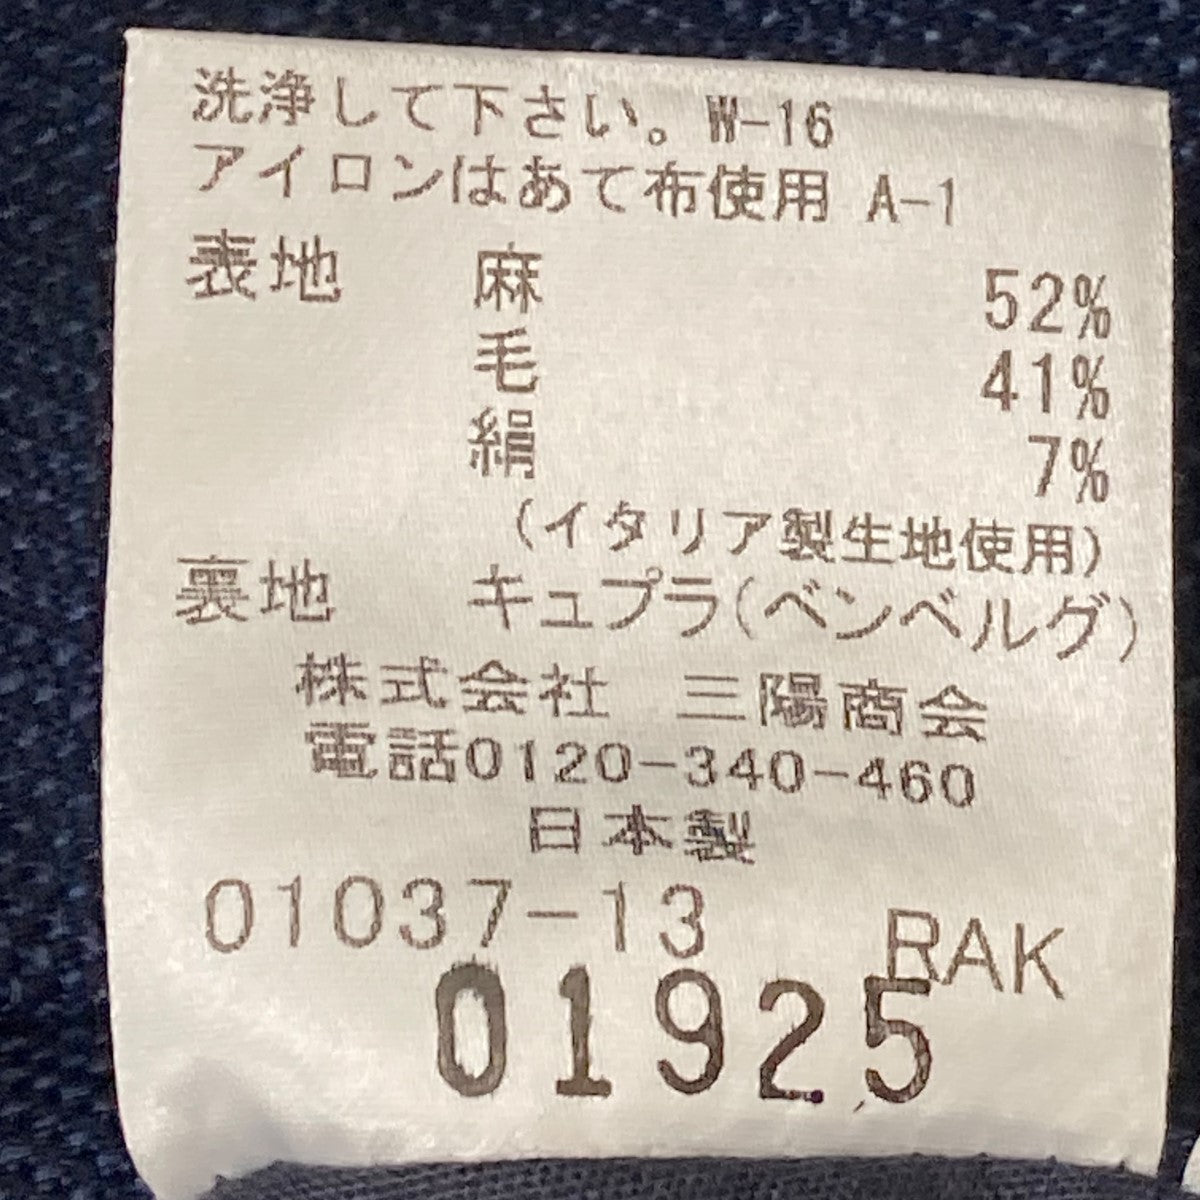 洗浄して下さい。W-16
アイロンはあて布使用 A-1
表地 麻 52%
毛 41%
絹 7%
(イタリア製生地使用)
裏地 キュプラ(ベンベルグ)
株式会社 三陽商会
電話0120-340-460
日本製
01037-13 RAK
01925